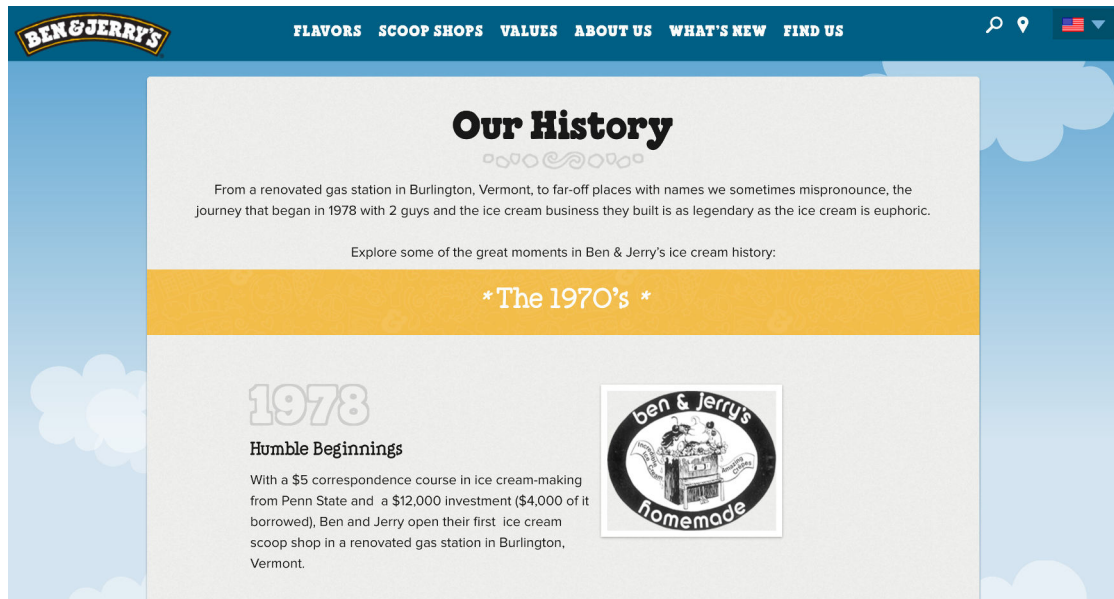 BEN & JERRY'S
FLAVORS SCOOP SHOPS VALUES ABOUT US WHAT'S NEW FIND US
Our History
From a renovated gas station in Burlington, Vermont, to far-off places with names we sometimes mispronounce, the
journey that began in 1978 with 2 guys and the ice cream business they built is as legendary as the ice cream is euphoric.
Explore some of the great moments in Ben & Jerry's ice cream history:
* The 1970's *
1978
Humble Beginnings
With a $5 correspondence course in ice cream-making
from Penn State and a $12,000 investment ($4,000 of it
borrowed), Ben and Jerry open their first ice cream
scoop shop in a renovated gas station in Burlington,
Vermont.
ben & jerry's
Incredible
Ice Cream
Amazing
Crepes
homemade